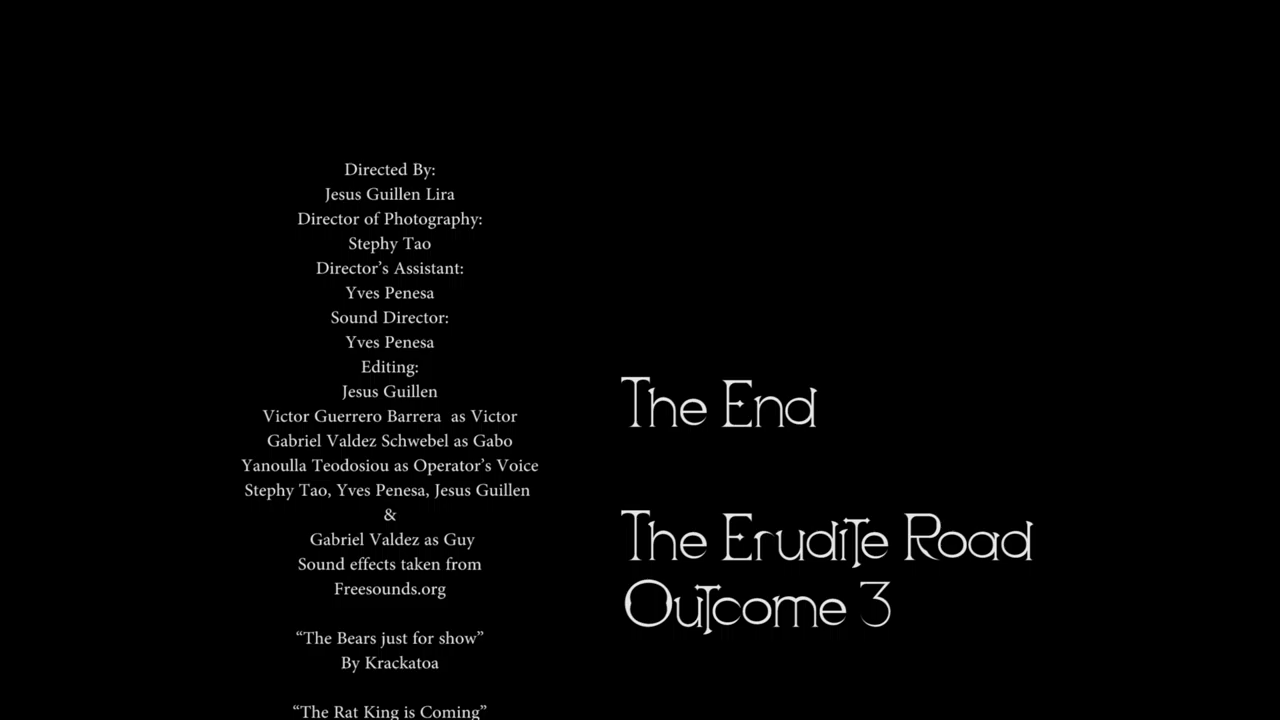 Directed By:
Jesus Guillen Lira
Director of Photography:
Stephy Tao
Director's Assistant:
Yves Penesa
Sound Director:
Yves Penesa
Editing:
Jesus Guillen
Victor Guerrero Barrera  as Victor
Gabriel Valdez Schwebel as Gabo
Yanoulla Teodosiou as Operator's Voice
Stephy Tao, Yves Penesa, Jesus Guillen
&
Gabriel Valdez as Guy
Sound effects taken from
Freesounds.org
“The Bears just for show”
By Krackatoa
“The Rat King is Coming”
The End
The Erudite Road
Outcome 3